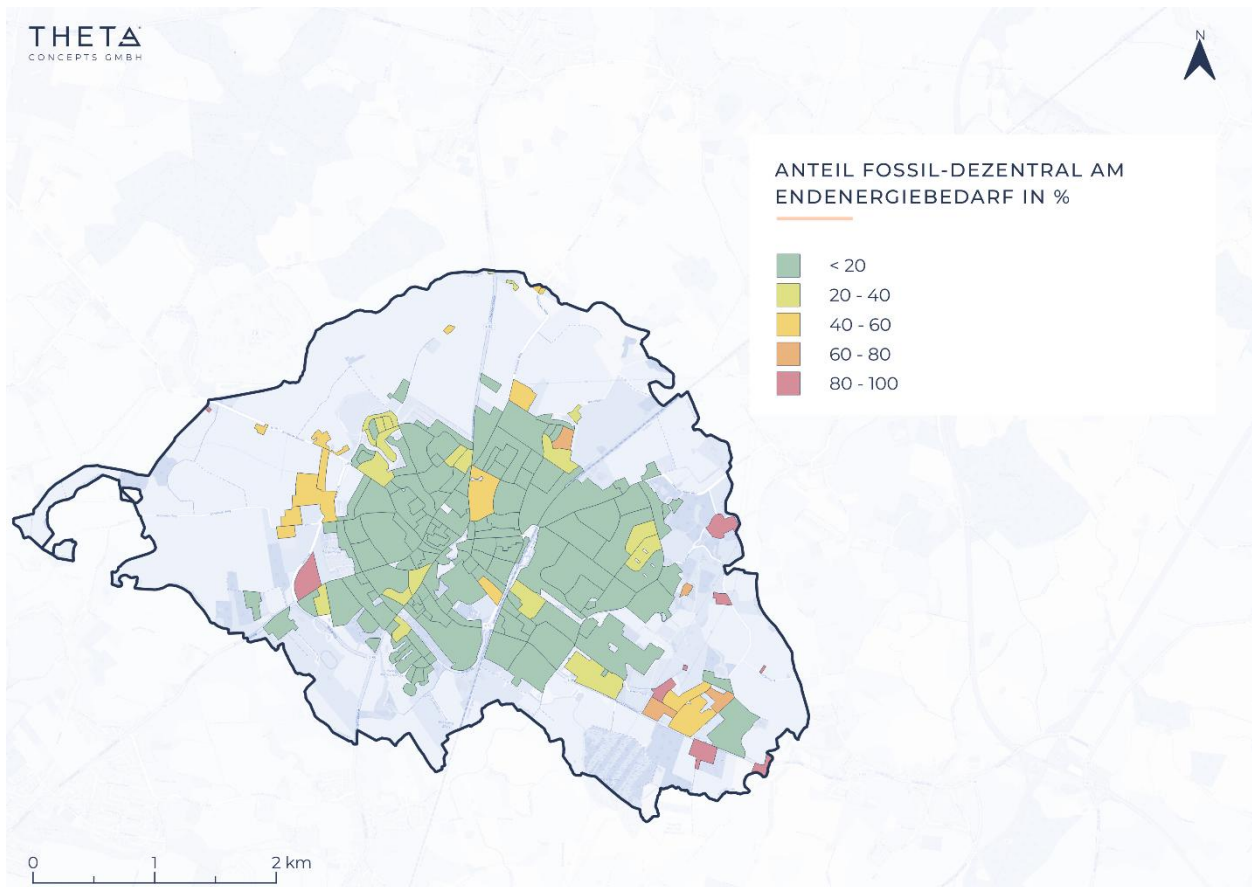 THETA
CONCEPTS GMBH
N
ANTEIL FOSSIL-DEZENTRAL AM
ENDENERGIEBEDARF IN %
< 20
20 - 40
40 - 60
60 - 80
80 - 100
0 1 2 km